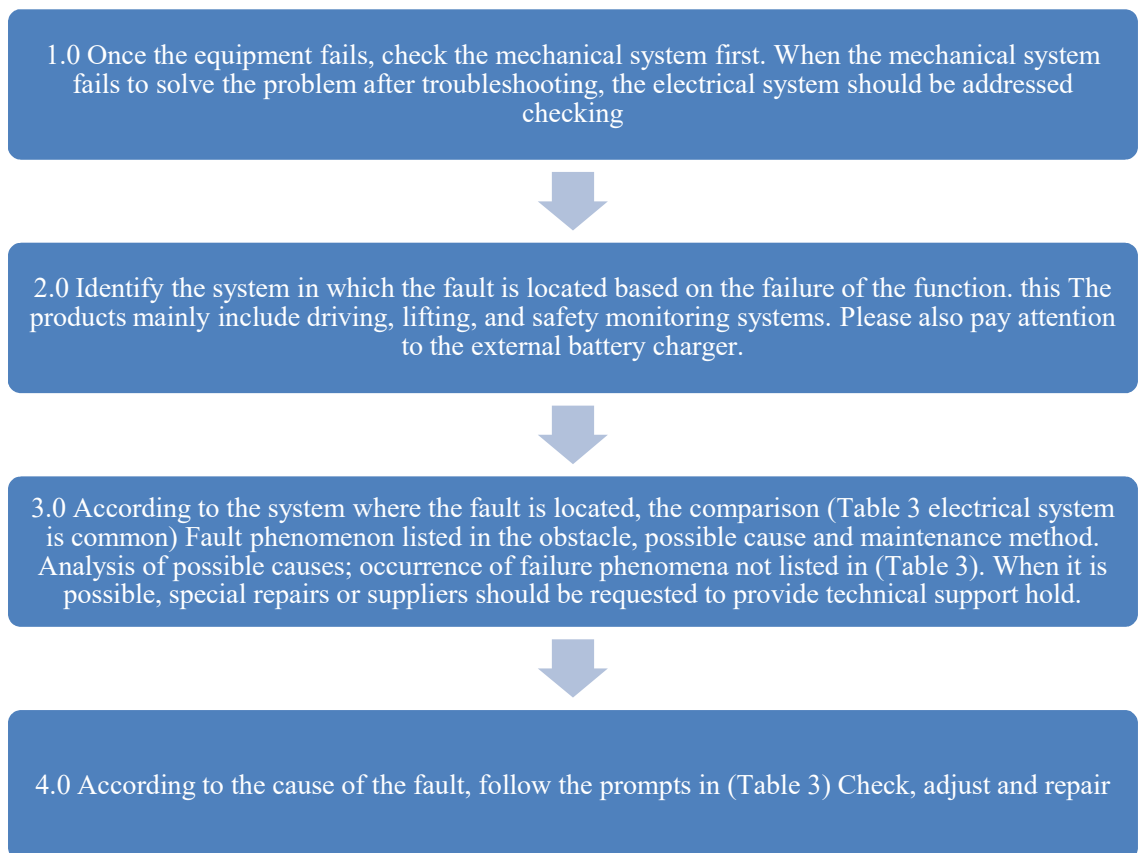 1.0 Once the equipment fails, check the mechanical system first. When the mechanical system
fails to solve the problem after troubleshooting, the electrical system should be addressed
checking
2.0 Identify the system in which the fault is located based on the failure of the function. this The
products mainly include driving, lifting, and safety monitoring systems. Please also pay attention
to the external battery charger.
3.0 According to the system where the fault is located, the comparison (Table 3 electrical system
is common) Fault phenomenon listed in the obstacle, possible cause and maintenance method.
Analysis of possible causes; occurrence of failure phenomena not listed in (Table 3). When it is
possible, special repairs or suppliers should be requested to provide technical support hold.
4.0 According to the cause of the fault, follow the prompts in (Table 3) Check, adjust and repair